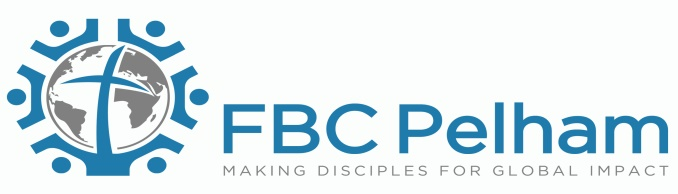 FBC Pelham
MAKING DISCIPLES FOR GLOBAL IMPACT